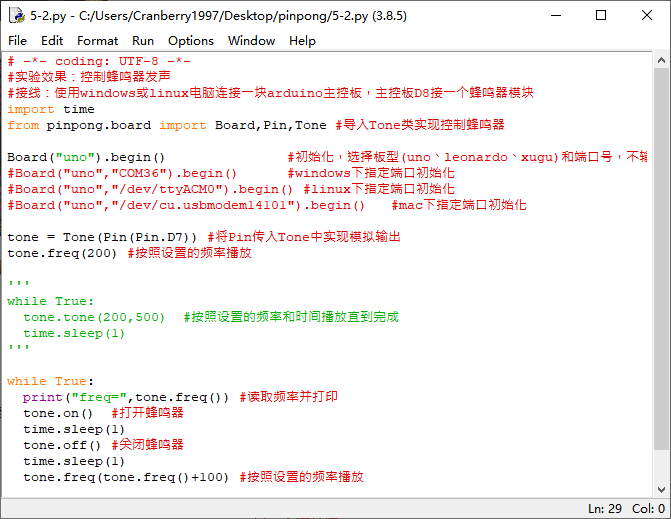 5-2.py - C:/Users/Cranberry1997/Desktop/pinpong/5-2.py (3.8.5)
File Edit Format Run Options Window Help
# -*- coding: UTF-8 -*-
#实验效果：控制蜂鸣器发声
#接线：使用windows或linux电脑连接一块arduino主控板，主控板D8接一个蜂鸣器模块
import time
from pinpong.board import Board,Pin,Tone #导入Tone类实现控制蜂鸣器
Board("uno").begin() #初始化，选择板型(uno、leonardo、xugu)和端口号，不输
#Board("uno","COM36").begin() #windows下指定端口初始化
#Board("uno","/dev/ttyACM0").begin() #linux下指定端口初始化
#Board("uno","/dev/cu.usbmodem14101").begin() #mac下指定端口初始化
tone = Tone(Pin(Pin.D7)) #将Pin传入Tone中实现模拟输出
tone.freq(200) #按照设置的频率播放
'''
while True:
tone.tone(200,500) #按照设置的频率和时间播放直到完成
time.sleep(1)
'''
while True:
print("freq=",tone.freq()) #读取频率并打印
tone.on() #打开蜂鸣器
time.sleep(1)
tone.off() #关闭蜂鸣器
time.sleep(1)
tone.freq(tone.freq()+100) #按照设置的频率播放
Ln: 29 Col: 0